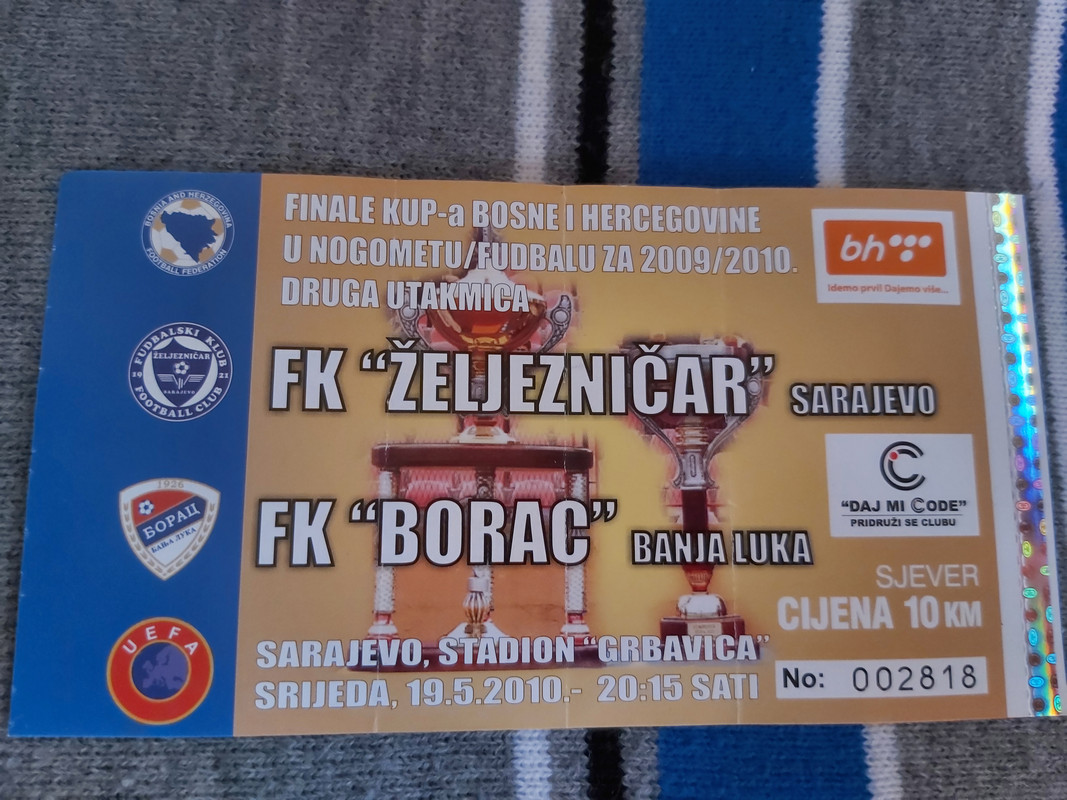 BOSNIA AND HERZEGOVINA
FOOTBALL FEDERATION
FINALE KUP-a BOSNE I HERCEGOVINE
U NOGOMETU/FUDBALU ZA 2009/2010.
DRUGA UTAKMICA
bh
Idemo prvi! Dajemo više...
FUDBALSKI KLUB
ŽELJEZNIČAR
SARAJEVO
19 21
FOOTBALL CLUB
FK “ŽELJEZNIČAR” SARAJEVO
C
“DAJ MI CODE”
PRIDRUŽI SE CLUBU
1926
БОРАЦ
БАЊА ЛУКА
FK “BORAC” BANJA LUKA
SJEVER
CIJENA 10 KM
UEFA
SARAJEVO, STADION “GRBAVICA”
SRIJEDA, 19.5.2010.- 20:15 SATI
No: 002818